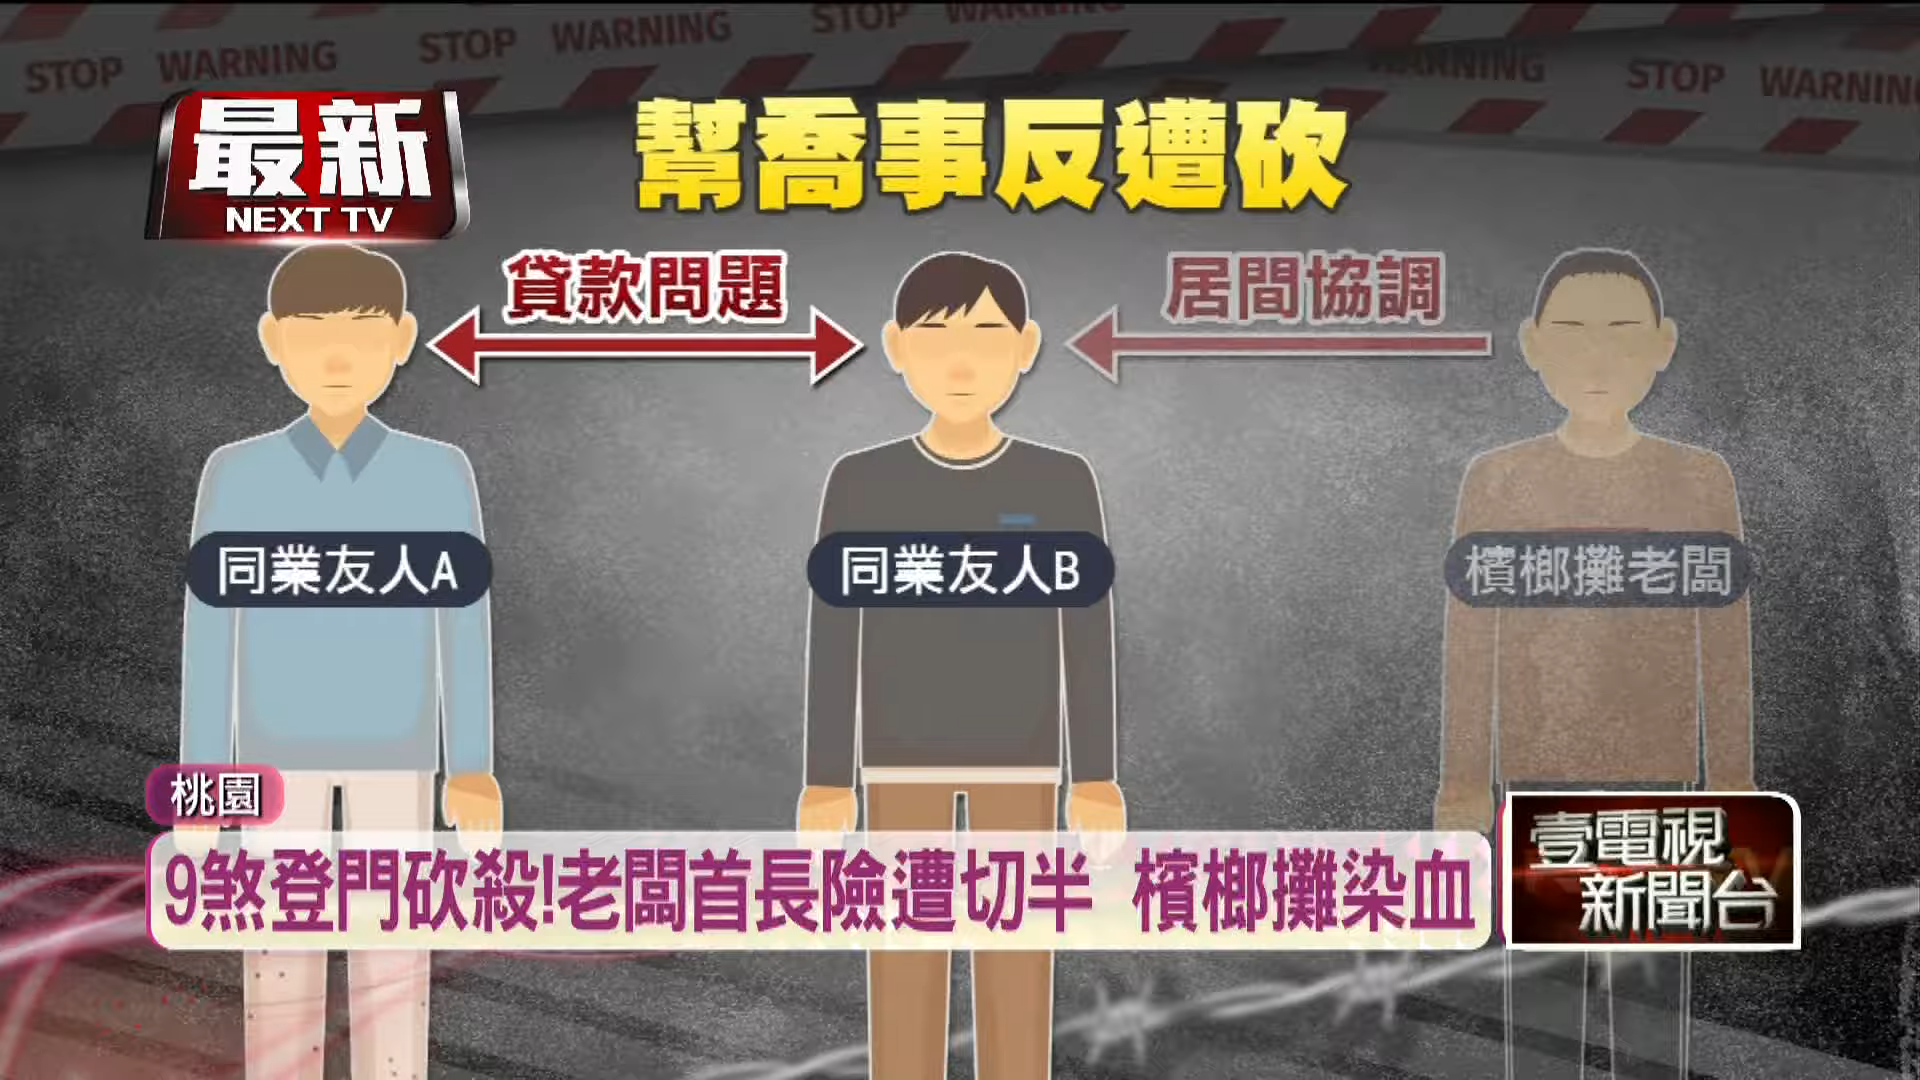 STOP WARNING STOP WARNING STOP WARNING
WARNING STOP WARNING
最新
NEXT TV
幫喬事反遭砍
貸款問題
居間協調
同業友人A
同業友人B
檳榔攤老闆
桃園
9煞登門砍殺!老闆首長險遭切半 檳榔攤染血
壹電視
新聞台